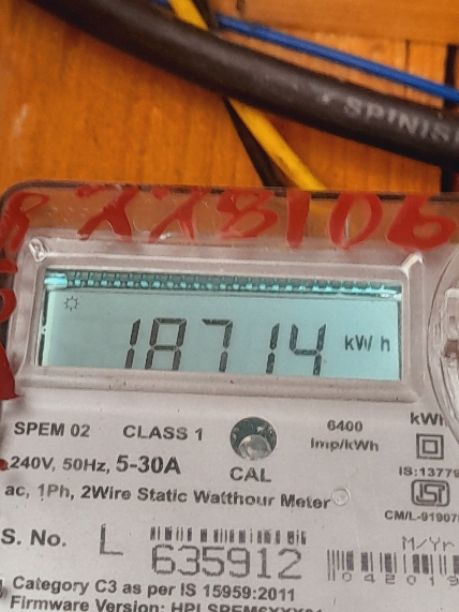 SPINIS
8778106
18714 kW h
SPEM 02 CLASS 1 6400 kWh
Imp/kWh
240V, 50Hz, 5-30A CAL IS:13779
ac, 1Ph, 2Wire Static Watthour Meter ISI
CM/L-91907
S. No. L 635912 M/Yr
042019
Category C3 as per IS 15959:2011
Firmware Version: